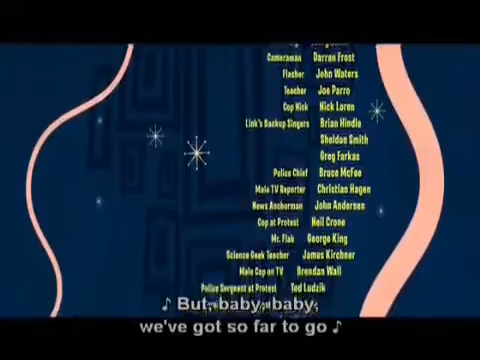 Cameraman Darren Frost
Flasher John Waters
Teacher Joe Parro
Cop Nick Nick Loren
Link's Backup Singers Brian Hindle
Sheldon Smith
Greg Farkas
Police Chief Bruce McFee
Male TV Reporter Christian Hagen
News Anchorman John Andersen
Cop at Protest Neil Crone
Mr. Flak George King
Science Geek Teacher James Kirchner
Male Cop on TV Brendan Wall
Police Sergeant at Protest Ted Ludzik
♪ But, baby, baby,
we've got so far to go ♪